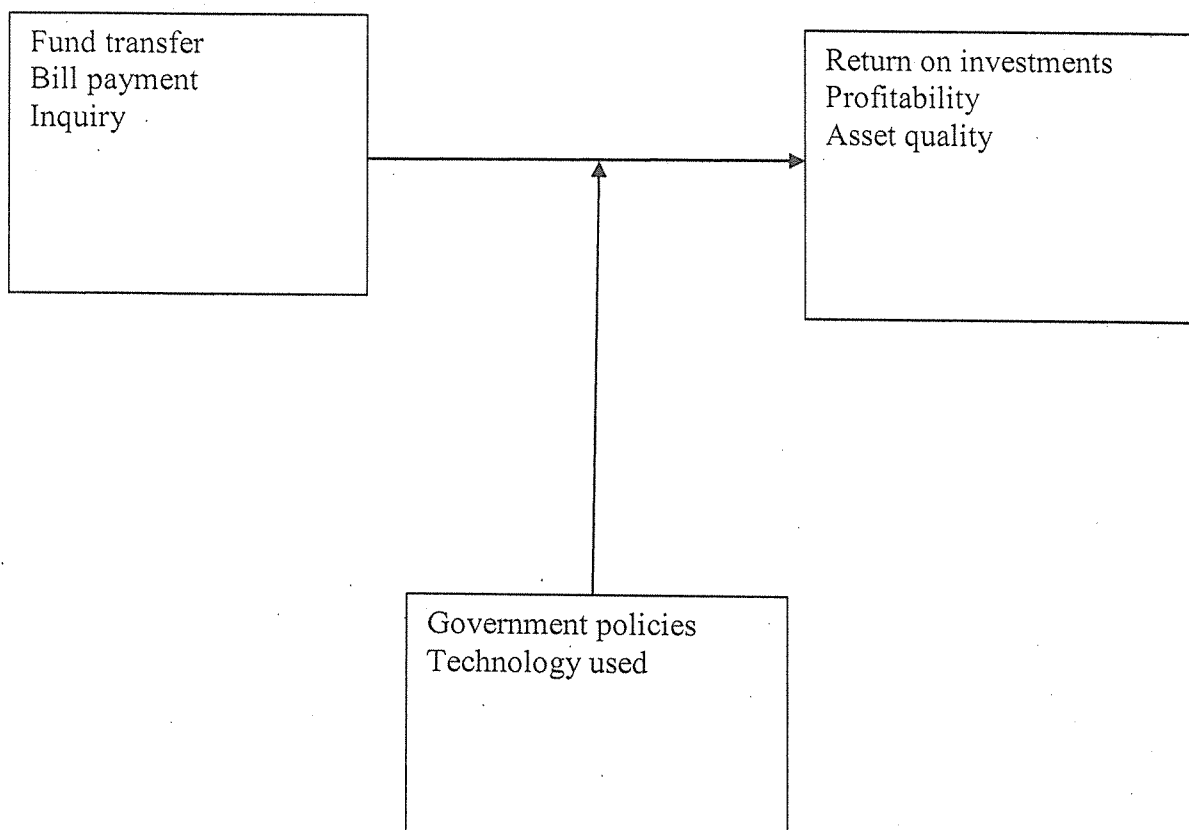 Fund transfer
Bill payment
Inquiry
Return on investments
Profitability
Asset quality
Government policies
Technology used